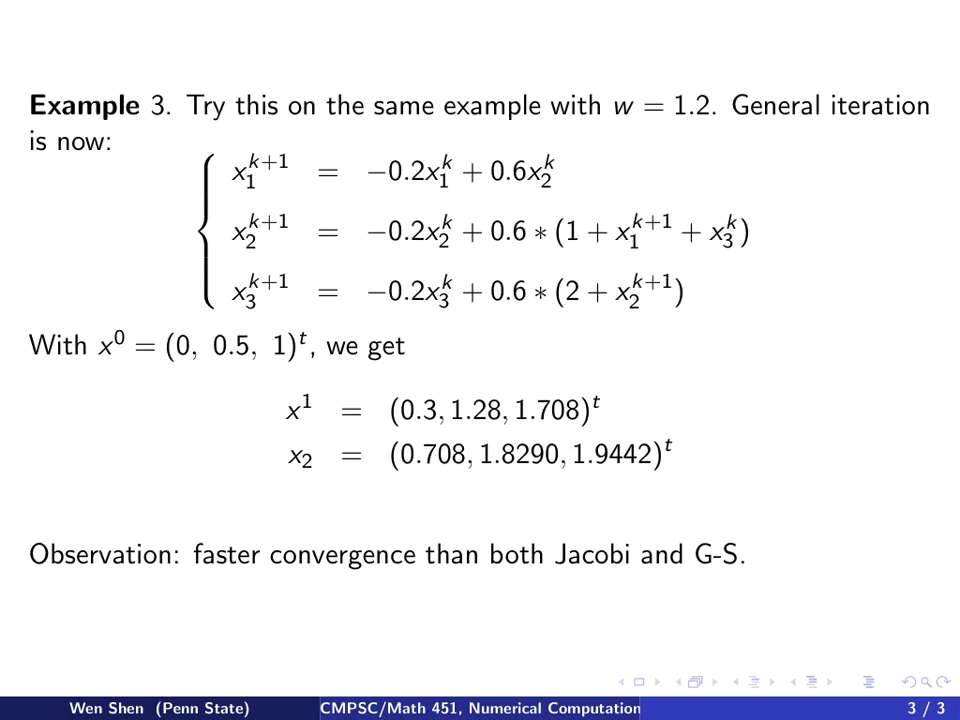 Example 3. Try this on the same example with w = 1.2. General iteration
is now:
x_1^{k+1} = −0.2x_1^k + 0.6x_2^k
x_2^{k+1} = −0.2x_2^k + 0.6 ∗ (1 + x_1^{k+1} + x_3^k)
x_3^{k+1} = −0.2x_3^k + 0.6 ∗ (2 + x_2^{k+1})
With x^0 = (0, 0.5, 1)^t, we get
x^1 = (0.3, 1.28, 1.708)^t
x_2 = (0.708, 1.8290, 1.9442)^t
Observation: faster convergence than both Jacobi and G-S.
Wen Shen (Penn State) CMPSC/Math 451, Numerical Computation 3 / 3